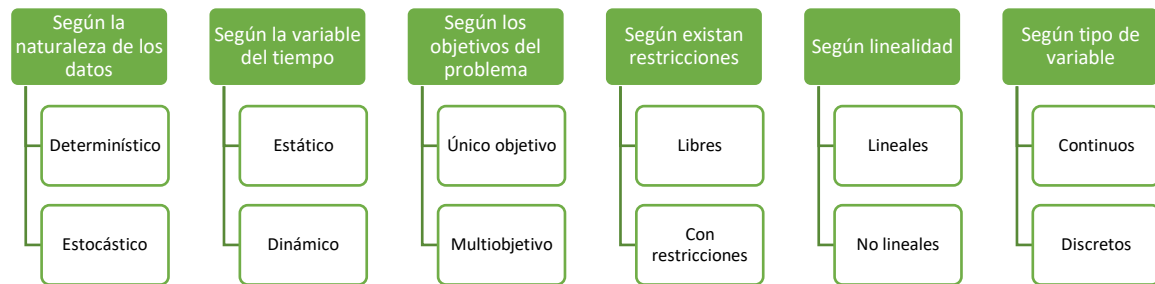 Según la
naturaleza de los
datos
Determinístico
Estocástico
Según la variable
del tiempo
Estático
Dinámico
Según los
objetivos del
problema
Único objetivo
Multiobjetivo
Según existan
restricciones
Libres
Con
restricciones
Según linealidad
Lineales
No lineales
Según tipo de
variable
Continuos
Discretos